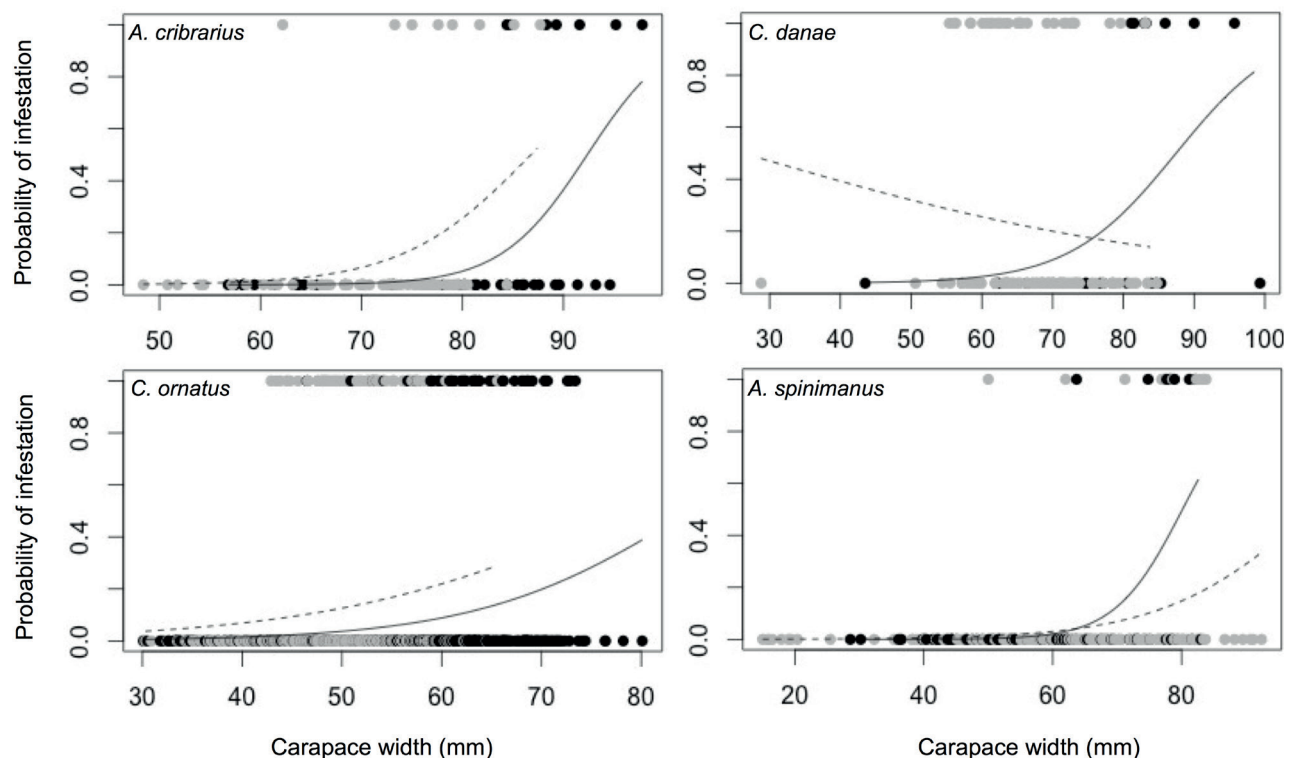 Probability of infestation
A. cribrarius
0.8
0.4
0.0
50 60 70 80 90
C. danae
0.8
0.4
0.0
30 40 50 60 70 80 90 100
Probability of infestation
C. ornatus
0.8
0.4
0.0
30 40 50 60 70 80
Carapace width (mm)
A. spinimanus
0.8
0.4
0.0
20 40 60 80
Carapace width (mm)